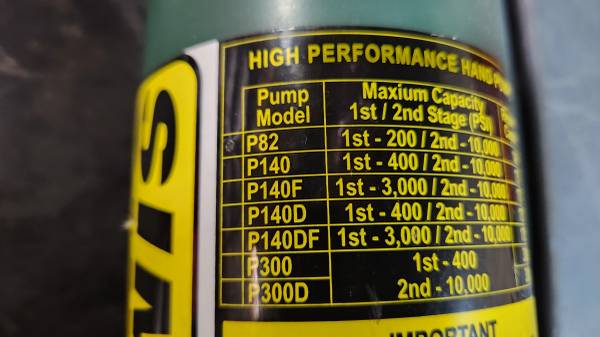 HIGH PERFORMANCE HAND
Pump Model
Maxium Capacity
1st / 2nd Stage (PSI)
P82 1st - 200 / 2nd - 10,000
P140 1st - 400 / 2nd - 10,000
P140F 1st - 3,000 / 2nd - 10,000
P140D 1st - 400 / 2nd - 10,000
P140DF 1st - 3,000 / 2nd - 10,000
P300 1st - 400
P300D 2nd - 10,000
IMPORTANT